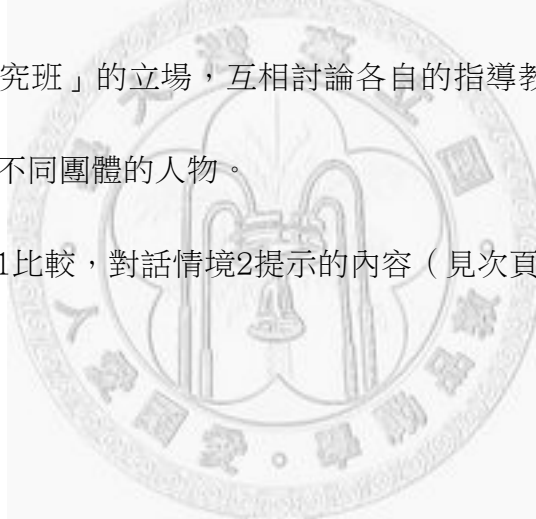 究班」的立場，互相討論各自的指導教
不同團體的人物。
1比較，對話情境2提示的內容（見次頁